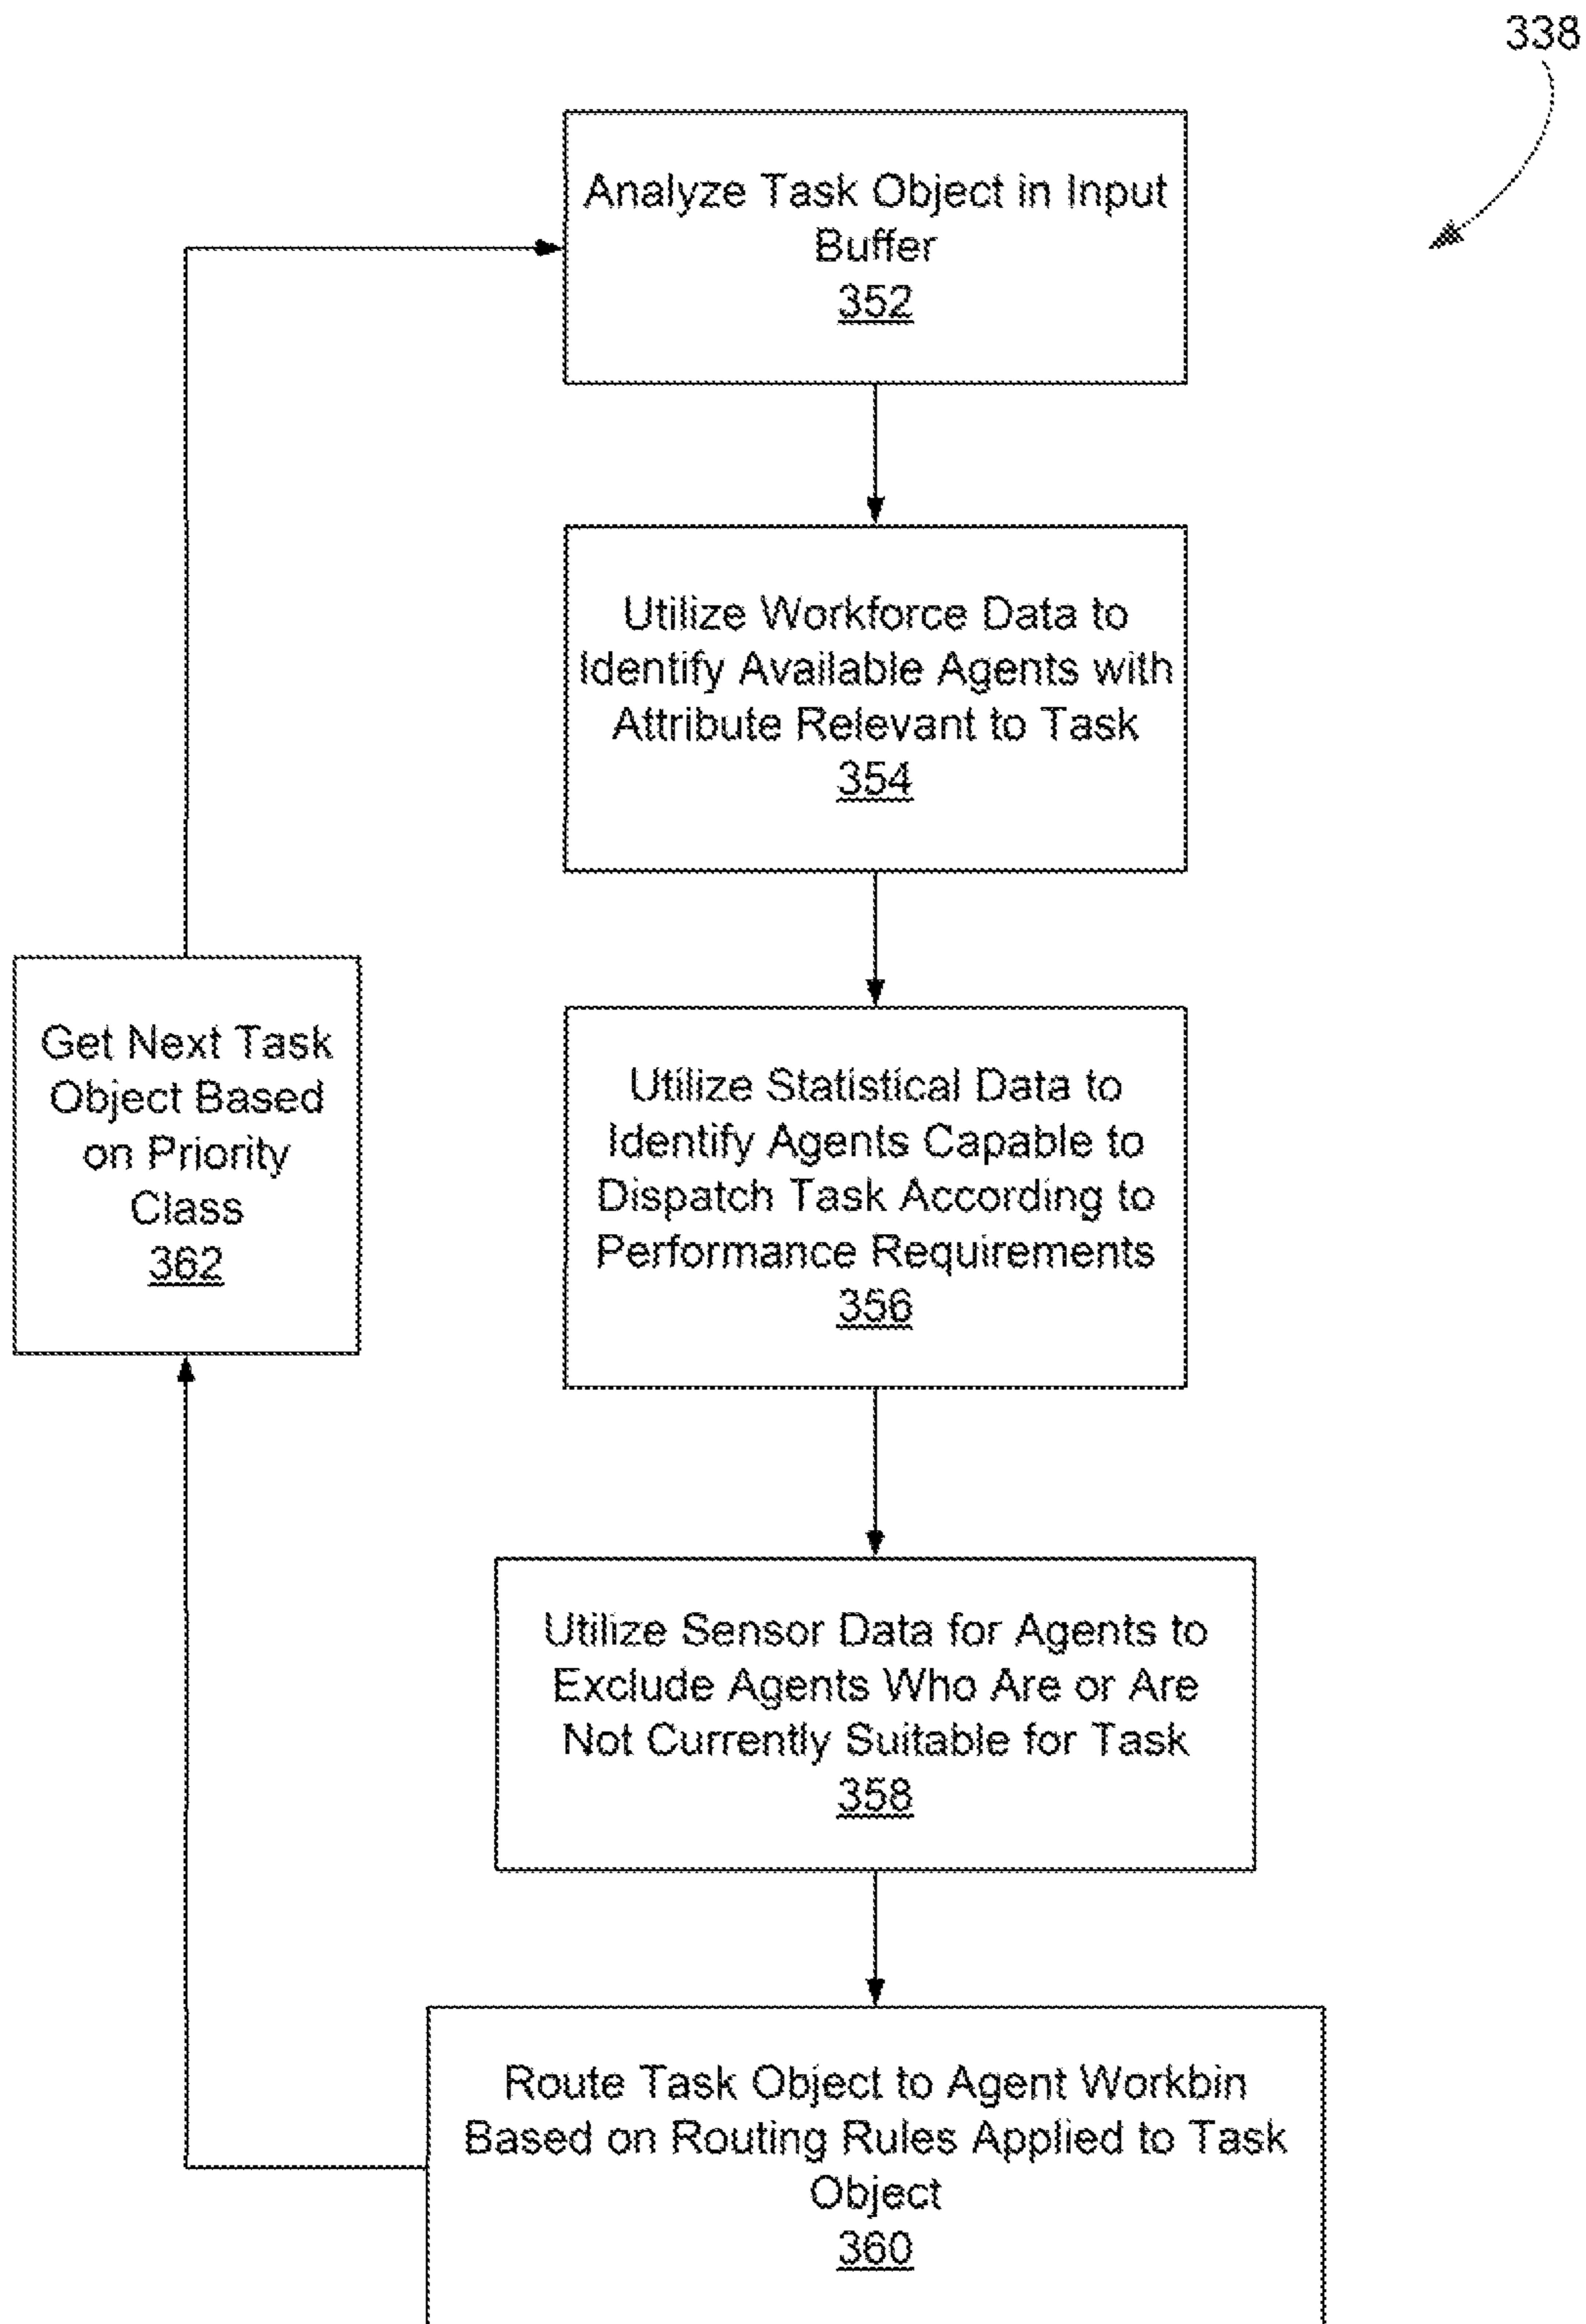 338
Analyze Task Object in Input
Buffer
352
Utilize Workforce Data to
Identify Available Agents with
Attribute Relevant to Task
354
Get Next Task
Object Based
on Priority
Class
362
Utilize Statistical Data to
Identify Agents Capable to
Dispatch Task According to
Performance Requirements
356
Utilize Sensor Data for Agents to
Exclude Agents Who Are or Are
Not Currently Suitable for Task
358
Route Task Object to Agent Workbin
Based on Routing Rules Applied to Task
Object
360